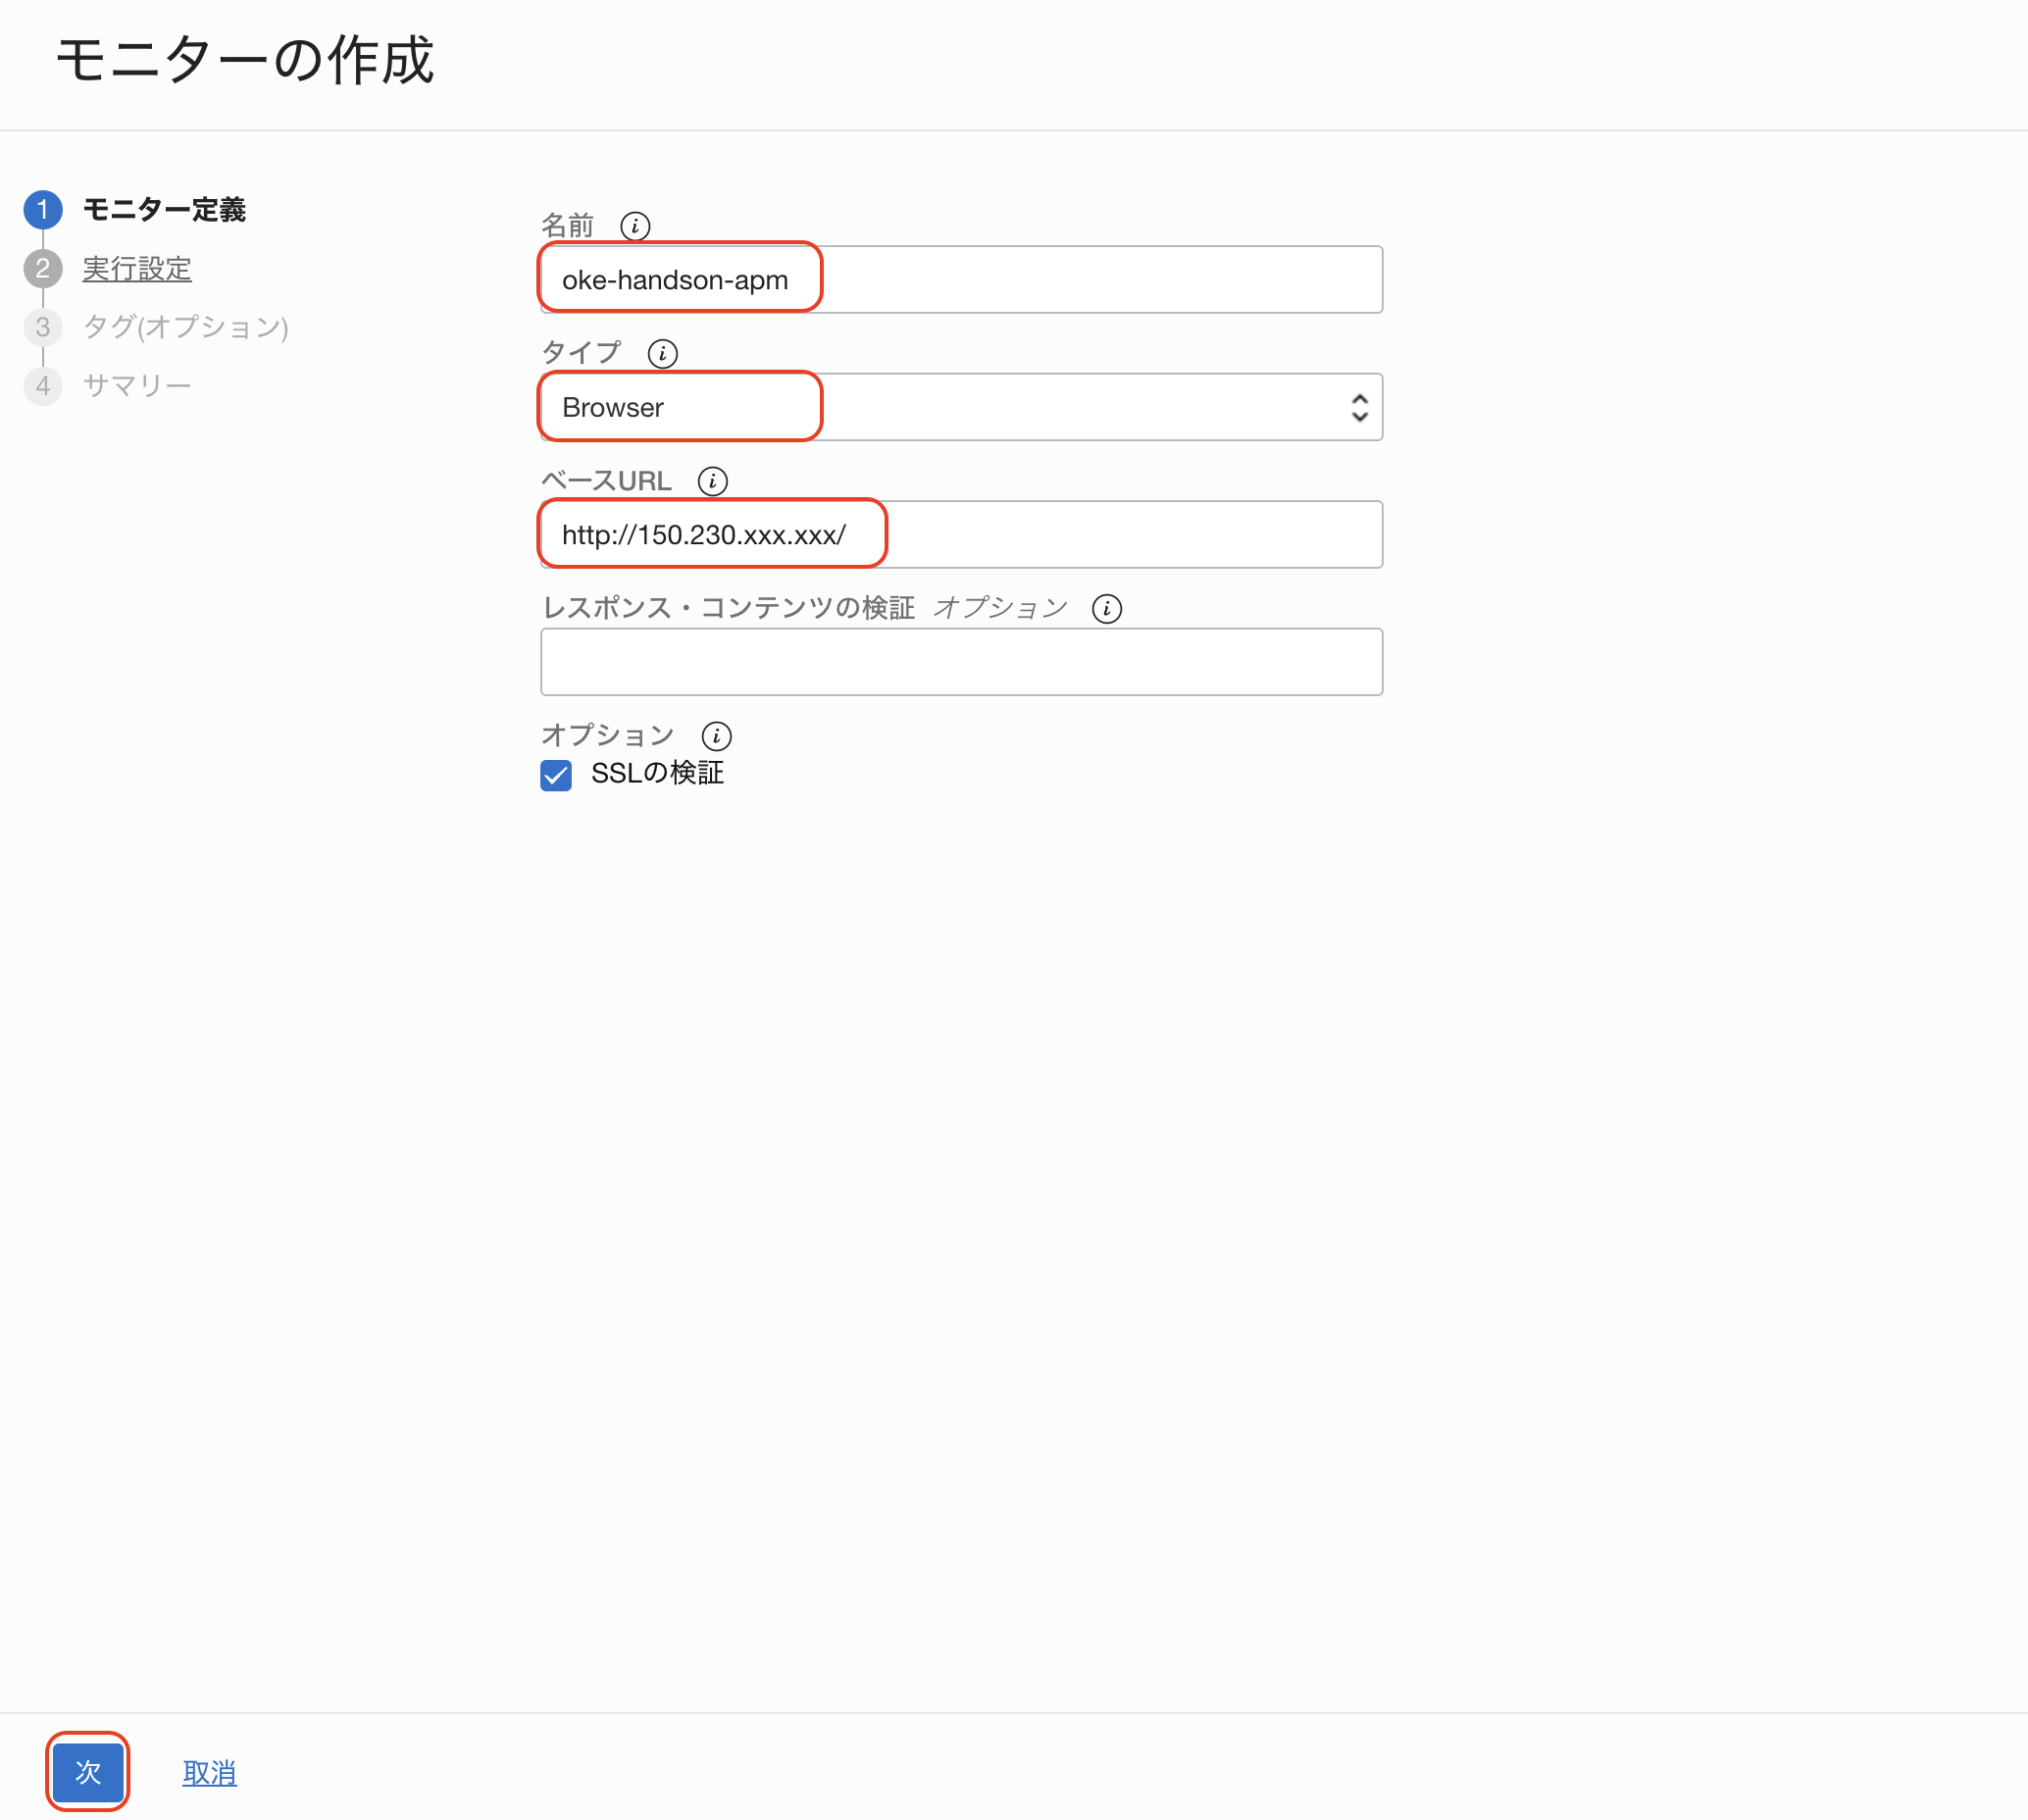 モニターの作成
1 モニター定義
2 実行設定
3 タグ(オプション)
4 サマリー
名前 i
oke-handson-apm
タイプ i
Browser
ベースURL i
http://150.230.xxx.xxx/
レスポンス・コンテンツの検証 オプション i
オプション i
SSLの検証
次 取消